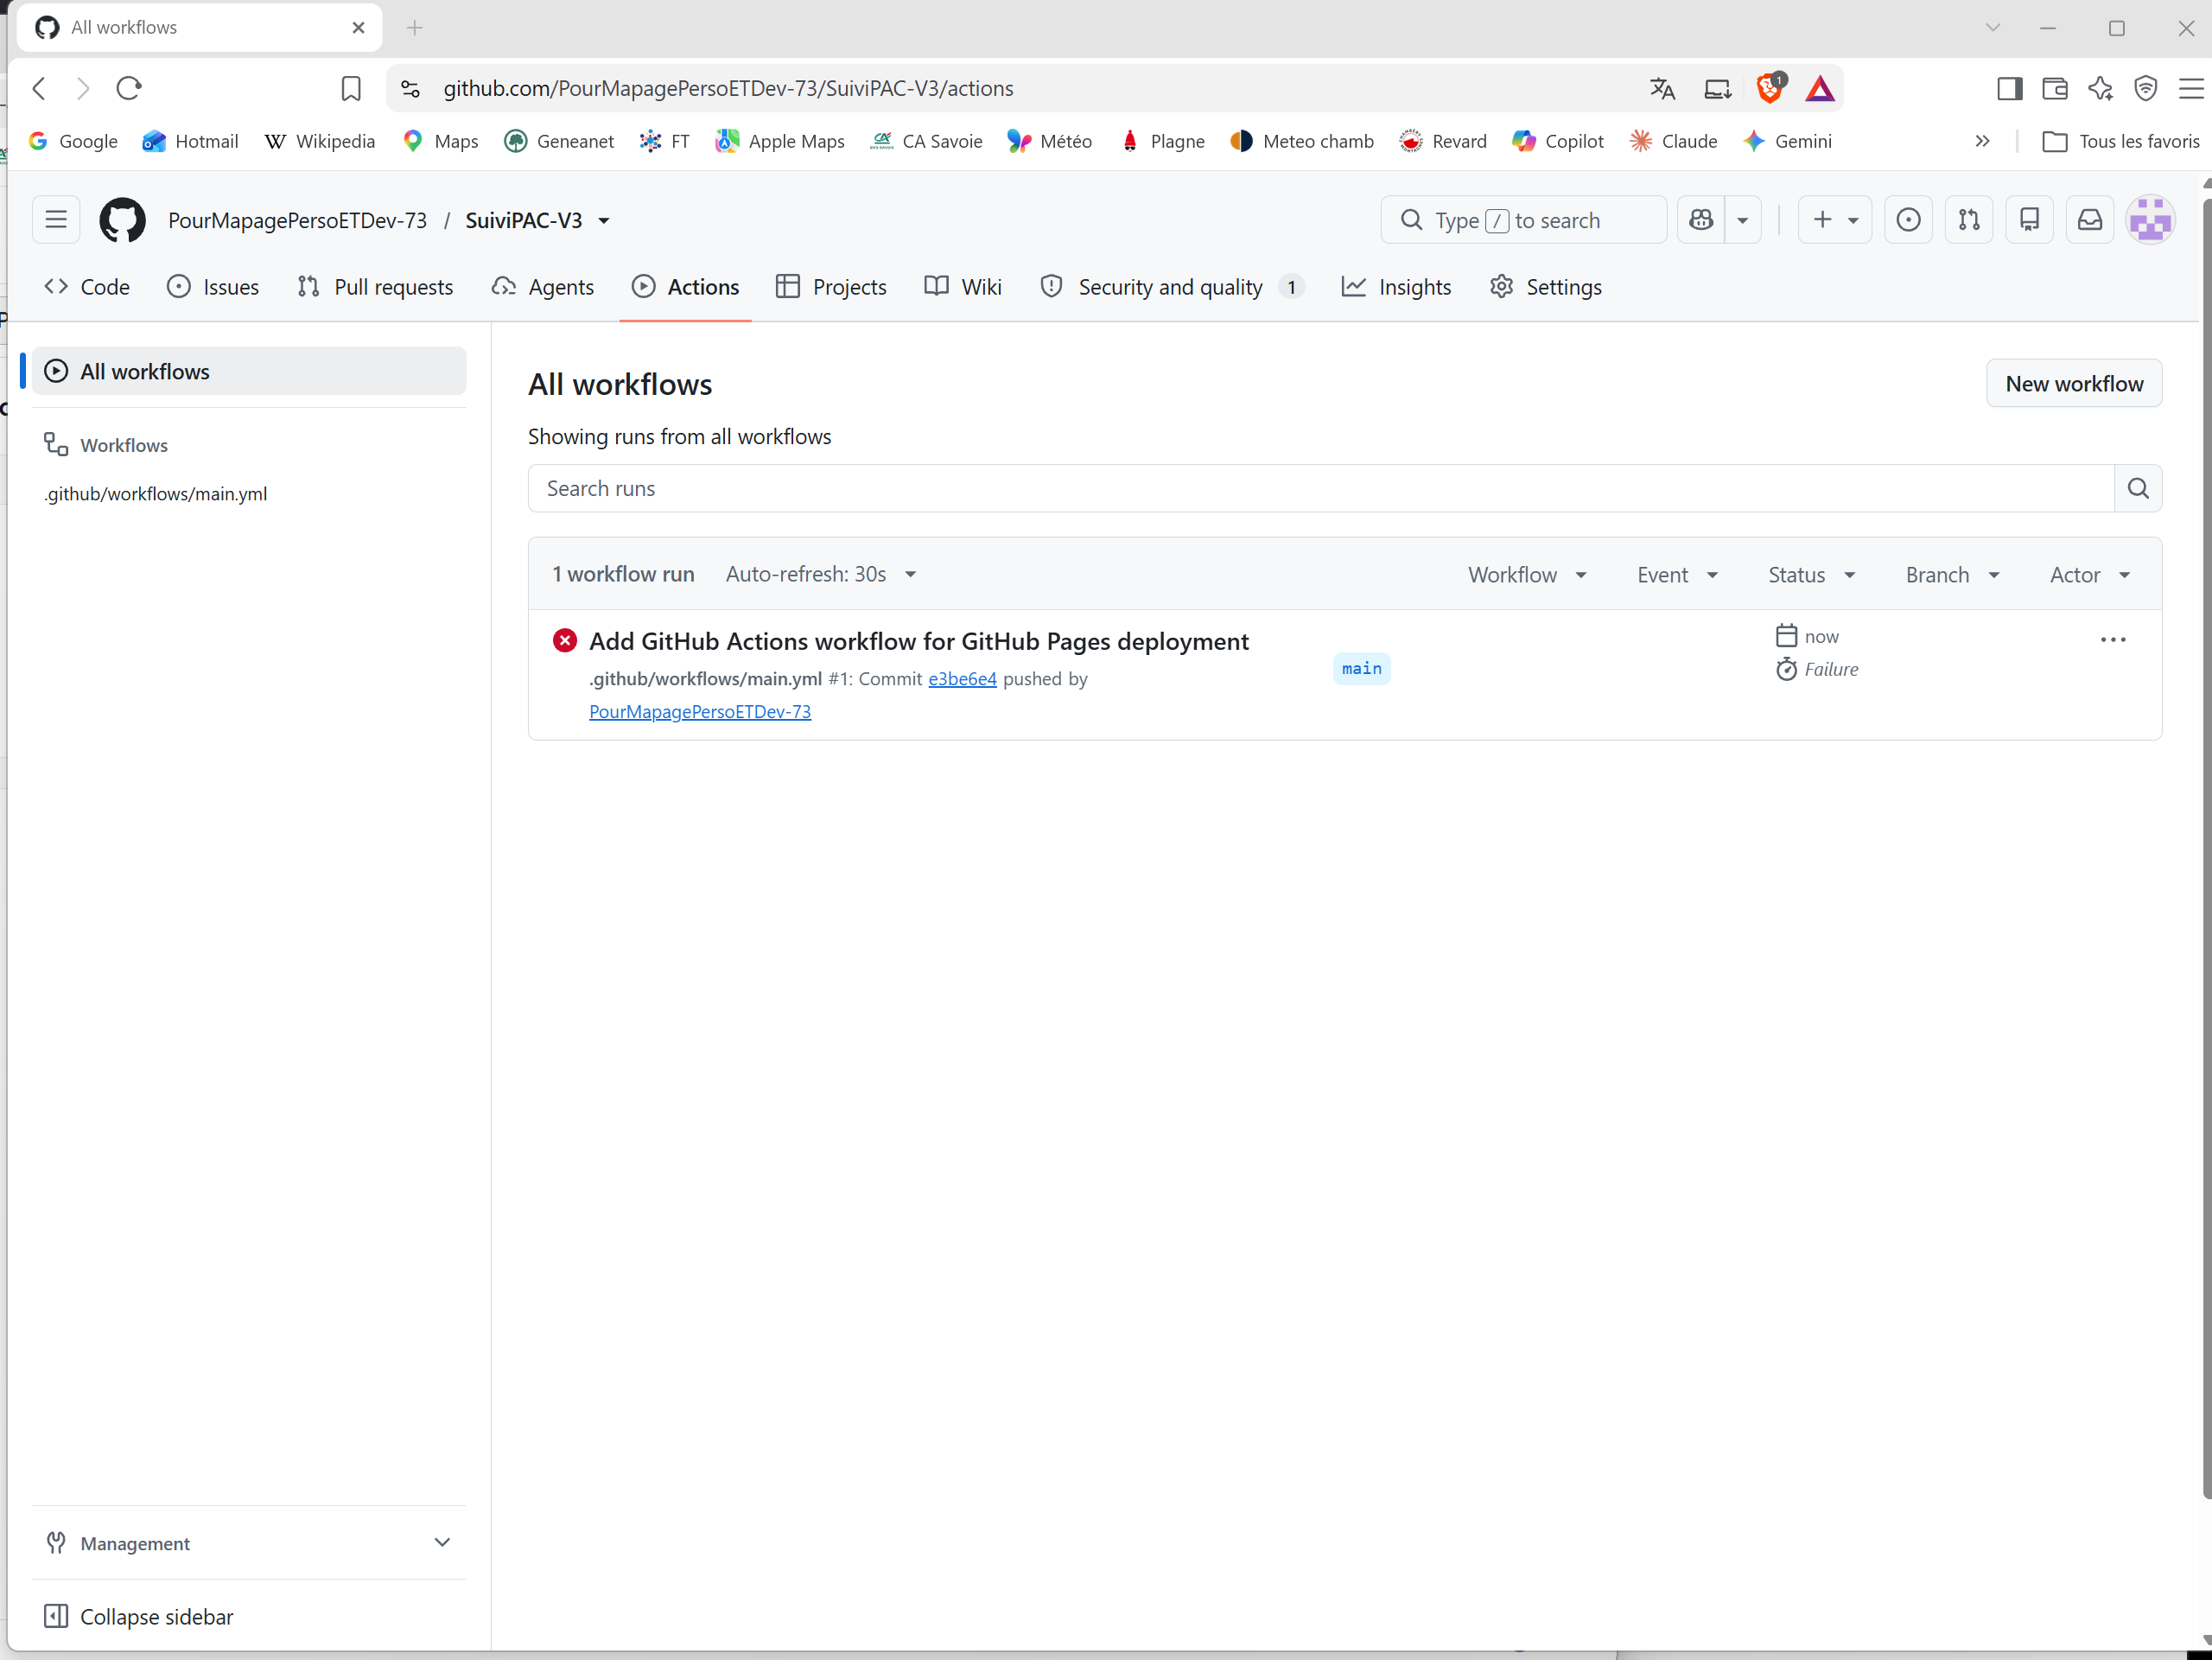 All workflows
github.com/PourMapagePersoETDev-73/SuiviPAC-V3/actions
1
Google Hotmail Wikipedia Maps Geneanet FT Apple Maps CA Savoie Météo Plagne Meteo chamb Revard Copilot Claude Gemini Tous les favoris
PourMapagePersoETDev-73 / SuiviPAC-V3
Type / to search
Code Issues Pull requests Agents Actions Projects Wiki Security and quality 1 Insights Settings
All workflows
Workflows
.github/workflows/main.yml
All workflows
New workflow
Showing runs from all workflows
Search runs
1 workflow run Auto-refresh: 30s Workflow Event Status Branch Actor
Add GitHub Actions workflow for GitHub Pages deployment
.github/workflows/main.yml #1: Commit e3be6e4 pushed by
PourMapagePersoETDev-73
main
now
Failure
Management
Collapse sidebar